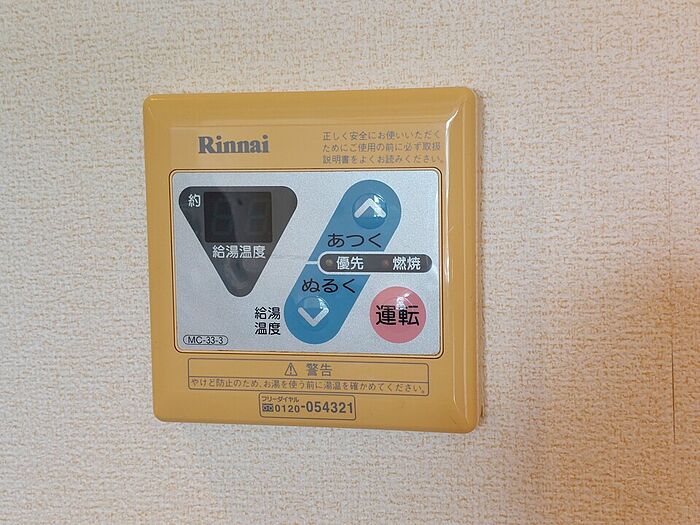 Rinnai
正しく安全にお使いいただく
ためにご使用の前に必ず取扱
説明書をよくお読みください。
約
給湯温度
あつく
優先
燃焼
ぬるく
給湯
温度
運転
MC-33-3
⚠ 警告
やけど防止のため、お湯を使う前に湯温を確かめてください。
フリーダイヤル
0120-054321